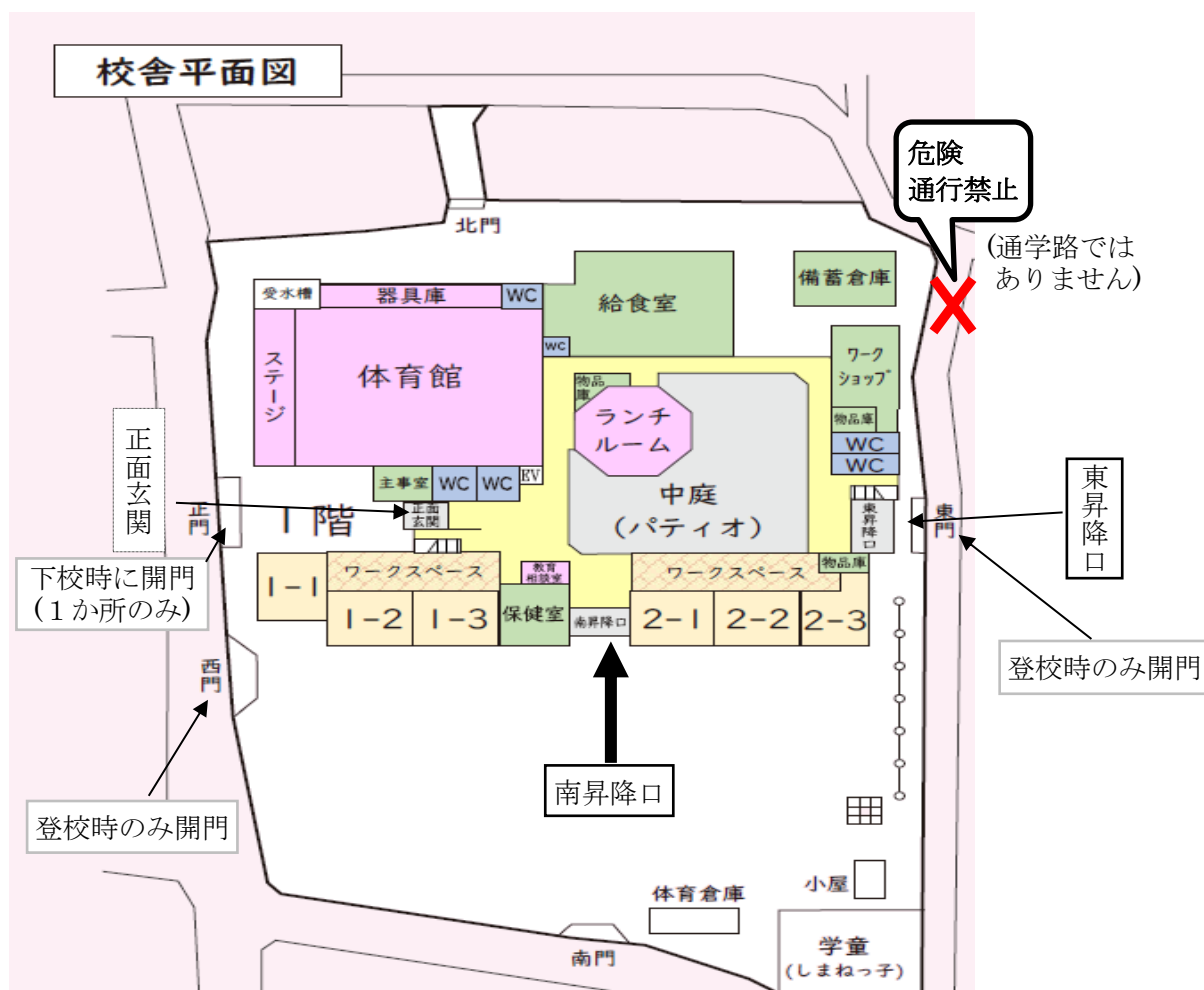 校舎平面図
危険
通行禁止
(通学路では
ありません)
北門
備蓄倉庫
受水槽
器具庫
WC
給食室
WC
ステージ
体育館
物品庫
ランチ
ルーム
ワーク
ショップ
物品庫
WC
WC
正面玄関
主事室
WC
WC
EV
中庭
(パティオ)
東昇降口
正門
1階
正面
玄関
東昇降口
東門
下校時に開門
(1か所のみ)
1-1
ワークスペース
教育
相談室
ワークスペース
物品庫
1-2
1-3
保健室
南昇降口
2-1
2-2
2-3
西門
登校時のみ開門
南昇降口
登校時のみ開門
小屋
体育倉庫
学童
(しまねっ子)
南門